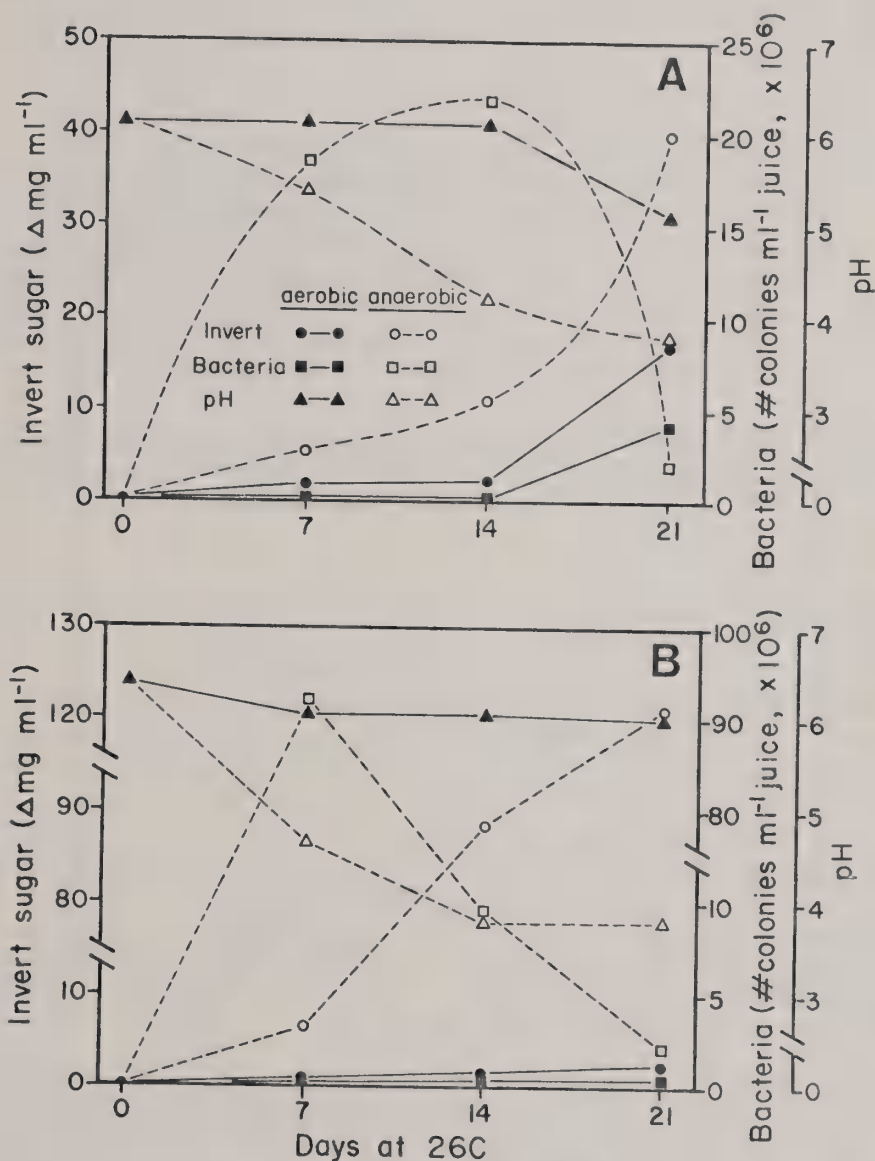 A
50
40
30
20
10
0
Invert sugar (Δmg ml⁻¹)
25
20
15
10
5
0
Bacteria (#colonies ml⁻¹ juice, x10⁶)
7
6
5
4
3
0
pH
aerobic anaerobic
Invert
Bacteria
pH
0 7 14 21
B
130
120
90
80
10
0
Invert sugar (Δmg ml⁻¹)
100
90
80
10
5
0
Bacteria (#colonies ml⁻¹ juice, x10⁶)
7
6
5
4
3
0
pH
0 7 14 21
Days at 26C